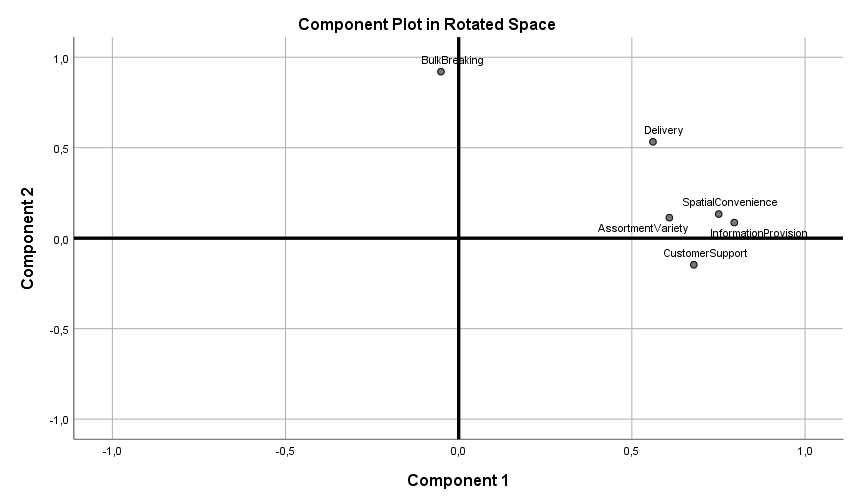 Component Plot in Rotated Space
1,0
BulkBreaking
Delivery
0,5
SpatialConvenience
AssortmentVariety
InformationProvision
0,0
CustomerSupport
-0,5
-1,0
Component 2
-1,0
-0,5
0,0
0,5
1,0
Component 1